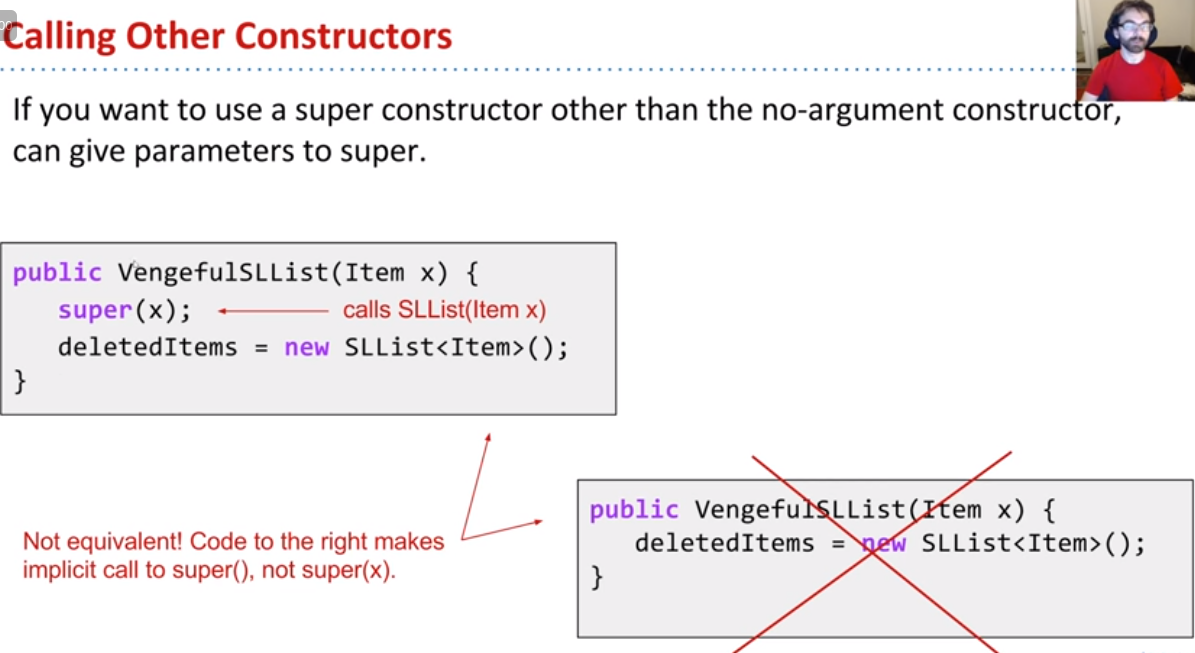 Calling Other Constructors
If you want to use a super constructor other than the no-argument constructor,
can give parameters to super.
public VengefulSLList(Item x) {
super(x);
calls SLList(Item x)
deletedItems = new SLList<Item>();
}
Not equivalent! Code to the right makes
implicit call to super(), not super(x).
public VengefulSLList(Item x) {
deletedItems = new SLList<Item>();
}